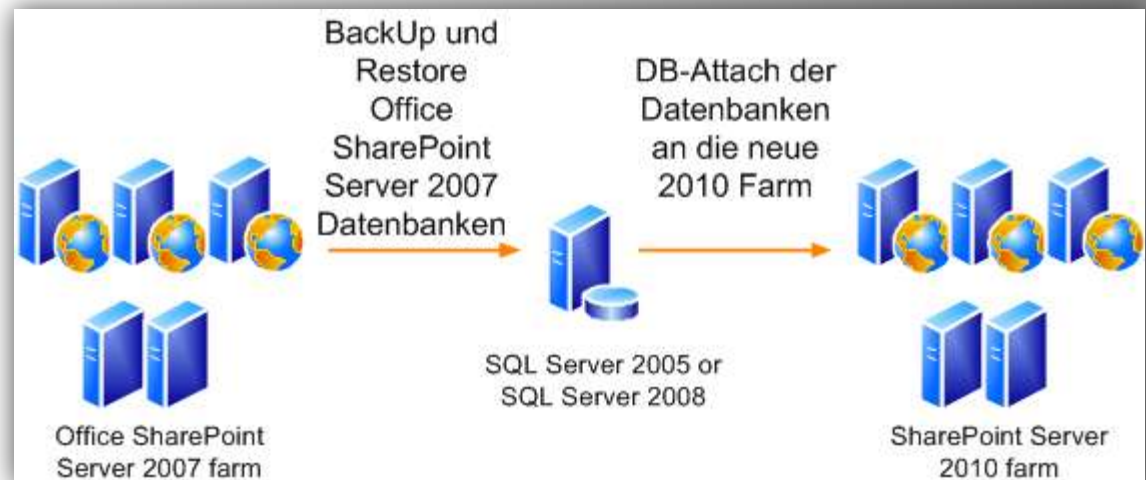 BackUp und
Restore
Office
SharePoint
Server 2007
Datenbanken
DB-Attach der
Datenbanken
an die neue
2010 Farm
SQL Server 2005 or
SQL Server 2008
Office SharePoint
Server 2007 farm
SharePoint Server
2010 farm